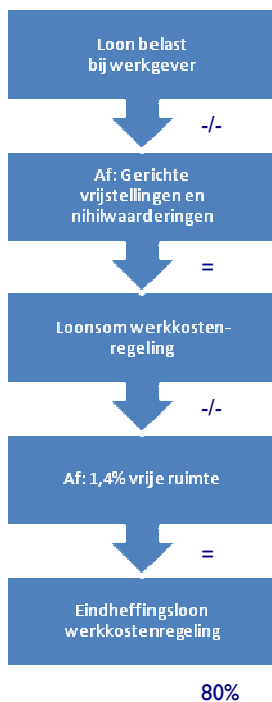 Loon belast
bij werkgever
-/-
Af: Gerichte
vrijstellingen en
nihilwaarderingen
=
Loonsom werkkosten-
regeling
-/-
Af: 1,4% vrije ruimte
=
Eindheffingsloon
werkkostenregeling
80%